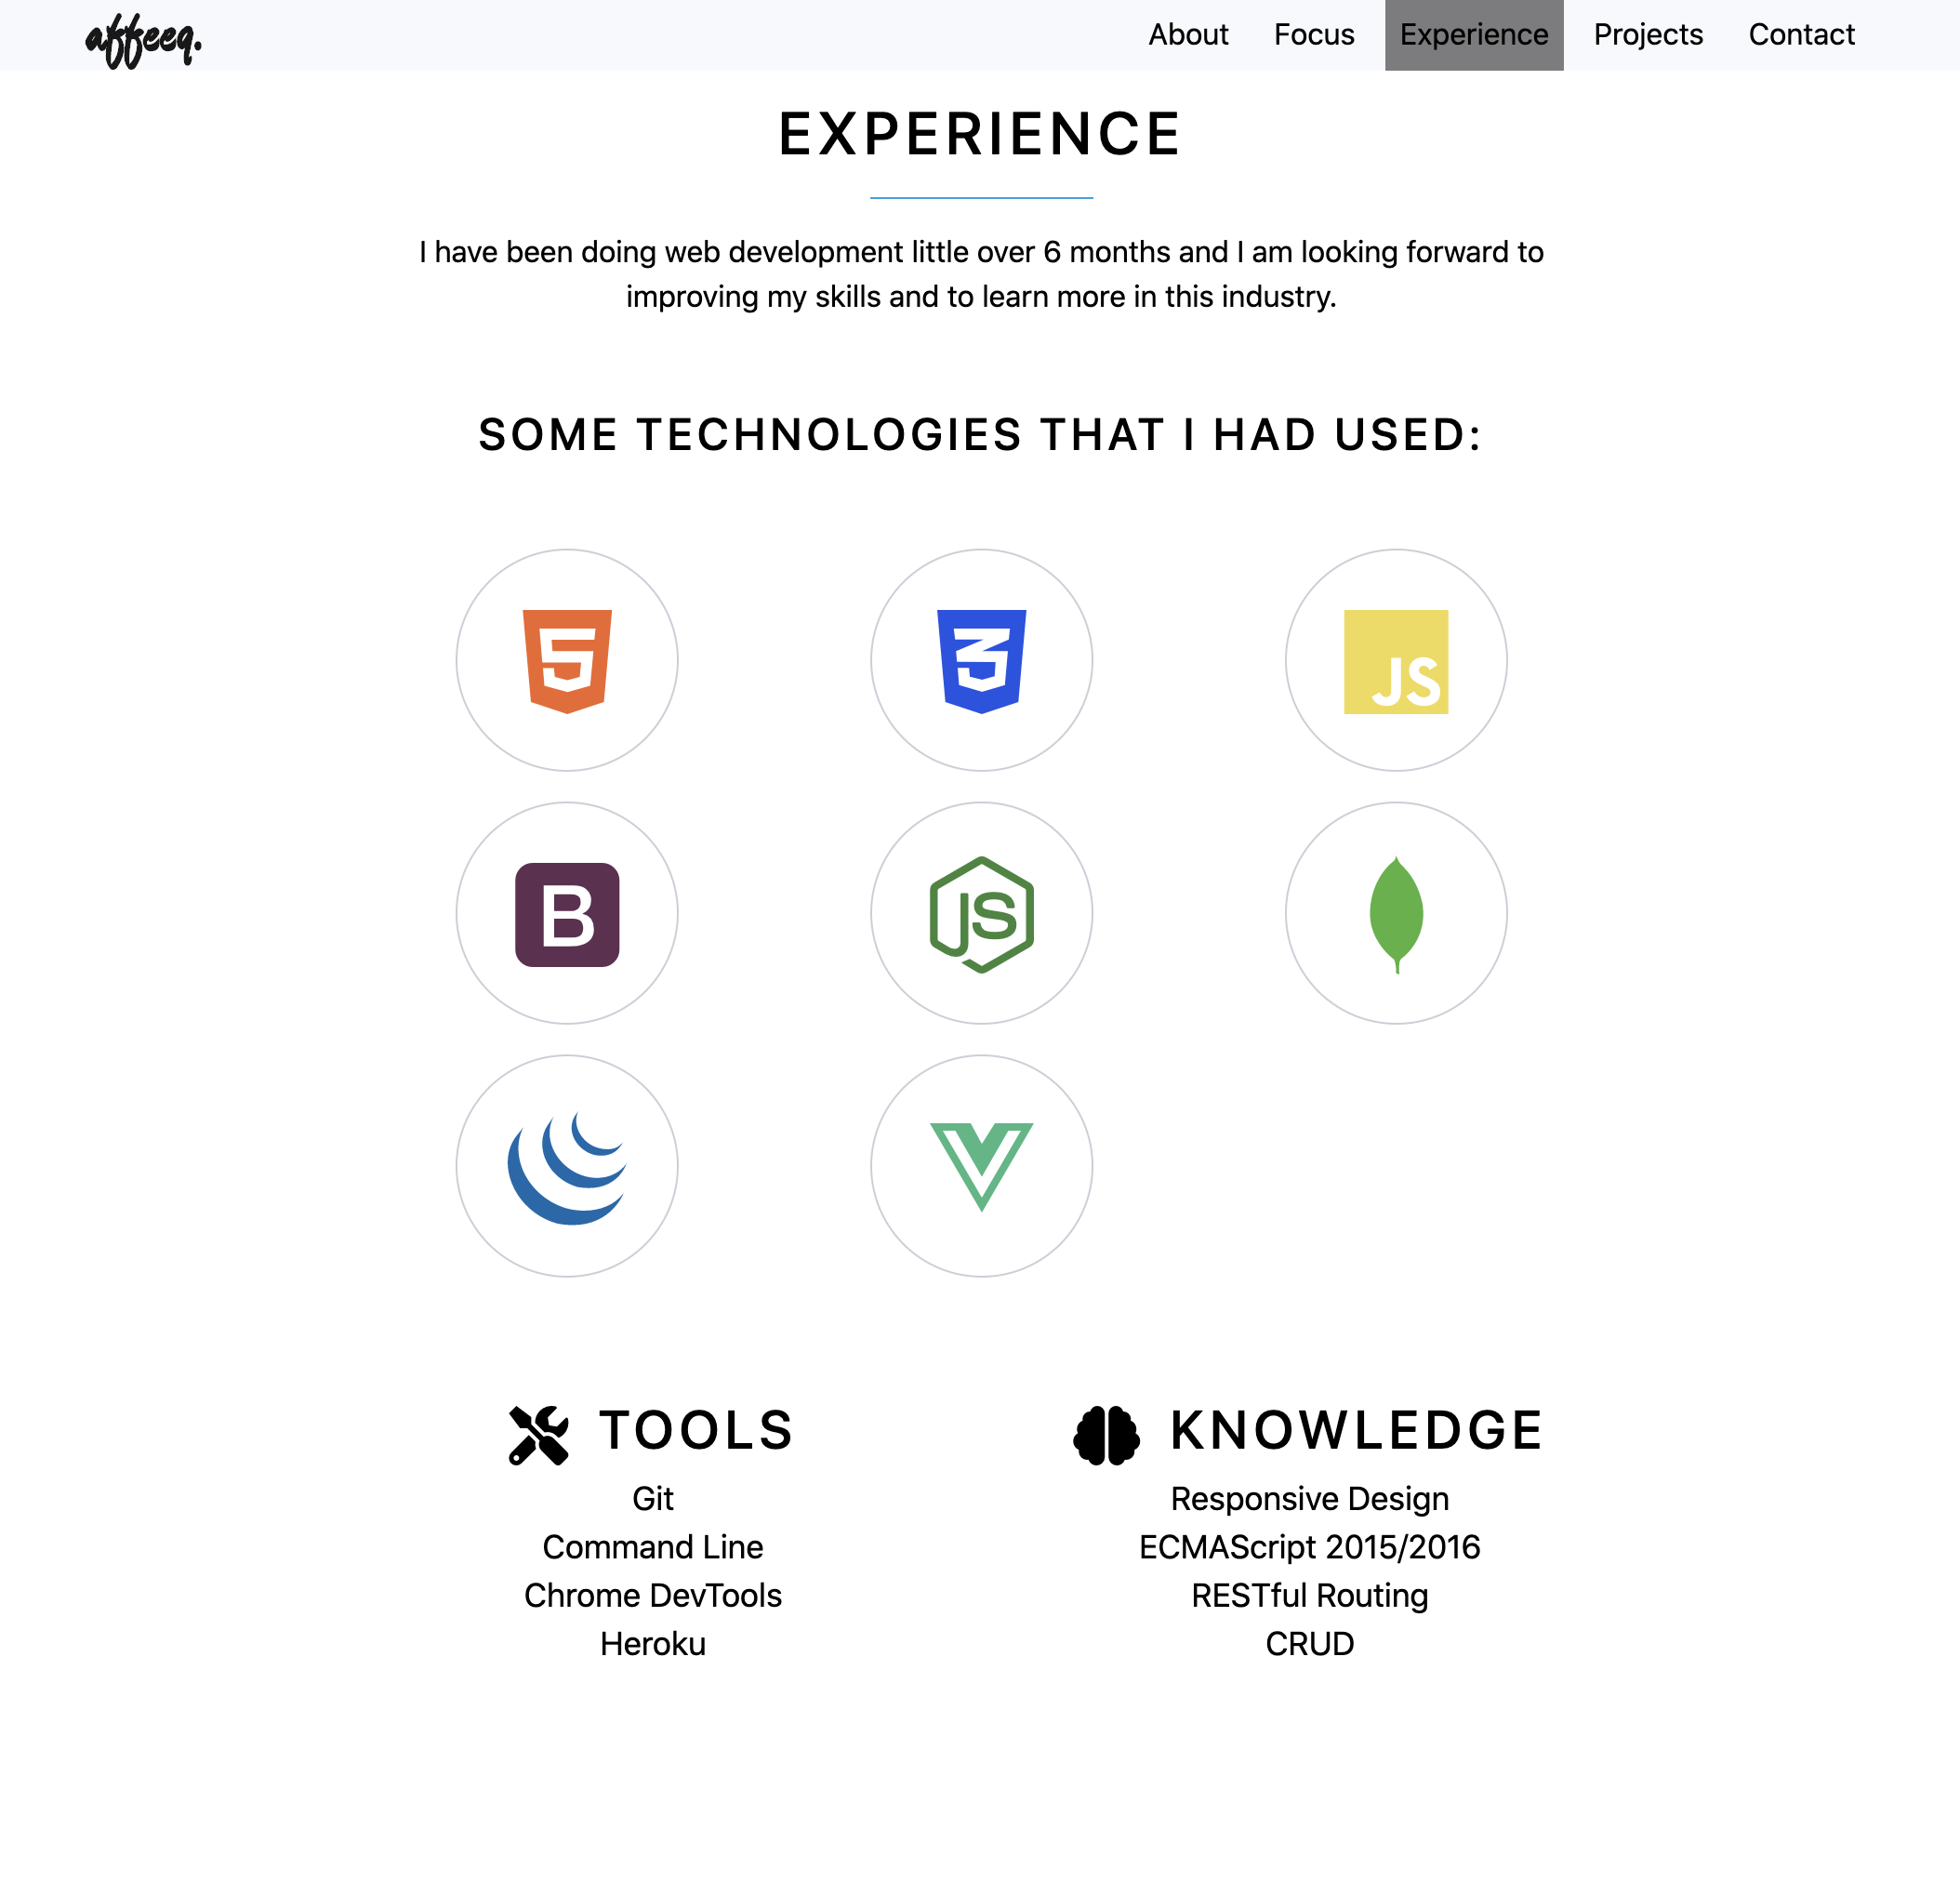 affeeq.
About Focus Experience Projects Contact
EXPERIENCE
I have been doing web development little over 6 months and I am looking forward to
improving my skills and to learn more in this industry.
SOME TECHNOLOGIES THAT I HAD USED:
5 3 JS
B JS
TOOLS
Git
Command Line
Chrome DevTools
Heroku
KNOWLEDGE
Responsive Design
ECMAScript 2015/2016
RESTful Routing
CRUD